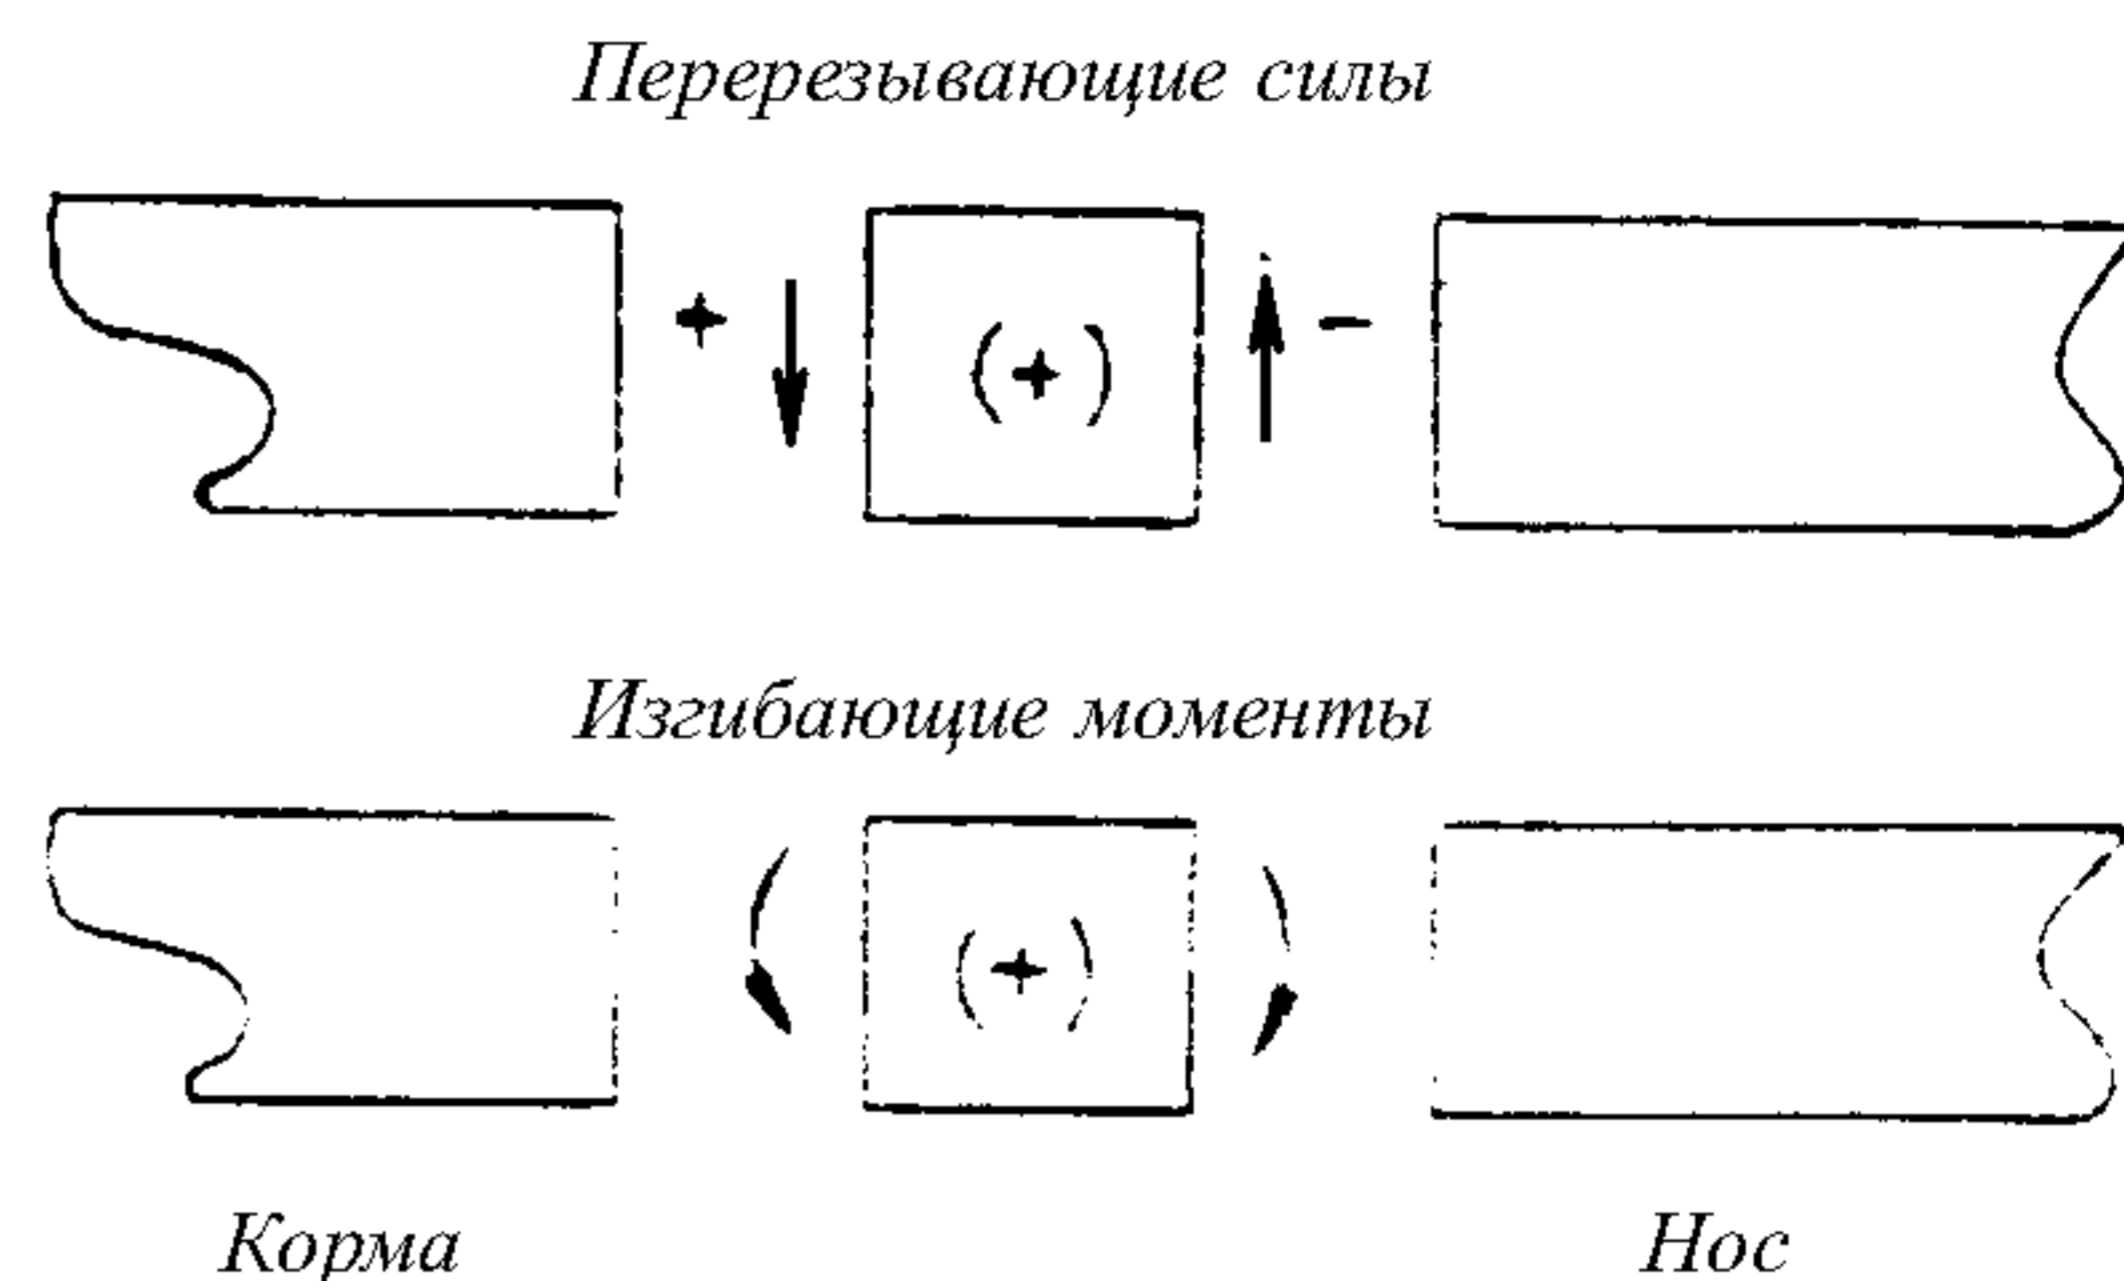 Перерезывающие силы
+ (+) –
Изгибающие моменты
(+)
Корма Нос